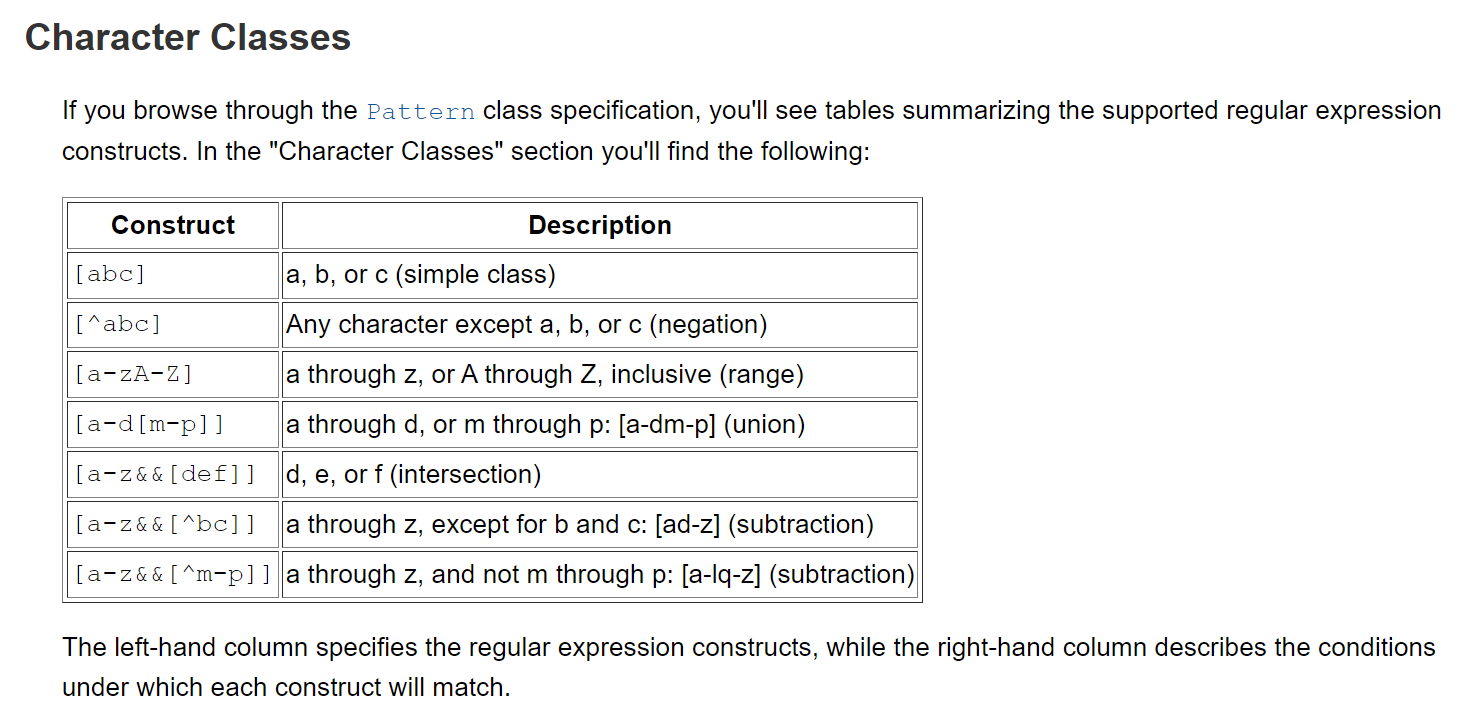 Character Classes
If you browse through the Pattern class specification, you'll see tables summarizing the supported regular expression
constructs. In the "Character Classes" section you'll find the following:
Construct Description
[abc] a, b, or c (simple class)
[^abc] Any character except a, b, or c (negation)
[a-zA-Z] a through z, or A through Z, inclusive (range)
[a-d[m-p]] a through d, or m through p: [a-dm-p] (union)
[a-z&&[def]] d, e, or f (intersection)
[a-z&&[^bc]] a through z, except for b and c: [ad-z] (subtraction)
[a-z&&[^m-p]] a through z, and not m through p: [a-lq-z] (subtraction)
The left-hand column specifies the regular expression constructs, while the right-hand column describes the conditions
under which each construct will match.